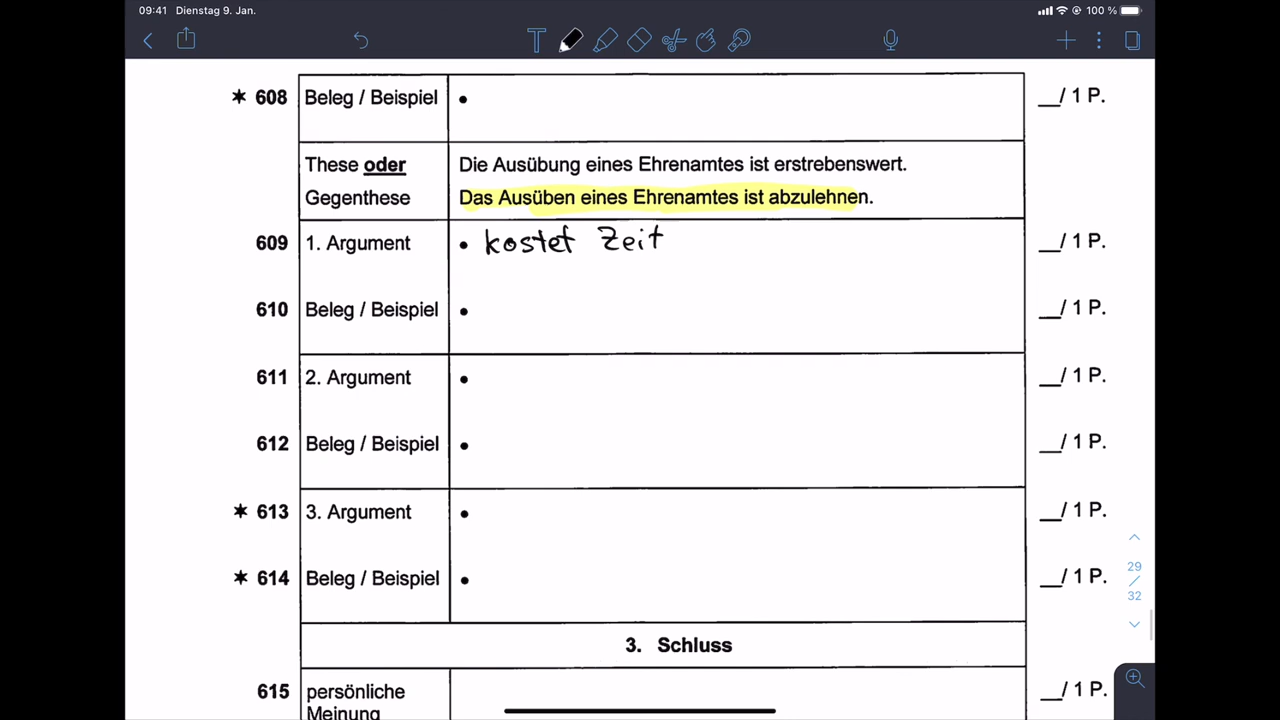 09:41 Dienstag 9. Jan.
100 %
* 608 Beleg / Beispiel • __/ 1 P.
These oder Die Ausübung eines Ehrenamtes ist erstrebenswert.
Gegenthese Das Ausüben eines Ehrenamtes ist abzulehnen.
609 1. Argument • kostet Zeit __/ 1 P.
610 Beleg / Beispiel • __/ 1 P.
611 2. Argument • __/ 1 P.
612 Beleg / Beispiel • __/ 1 P.
* 613 3. Argument • __/ 1 P.
* 614 Beleg / Beispiel • __/ 1 P.
29
/
32
3. Schluss
615 persönliche __/ 1 P.
Meinung